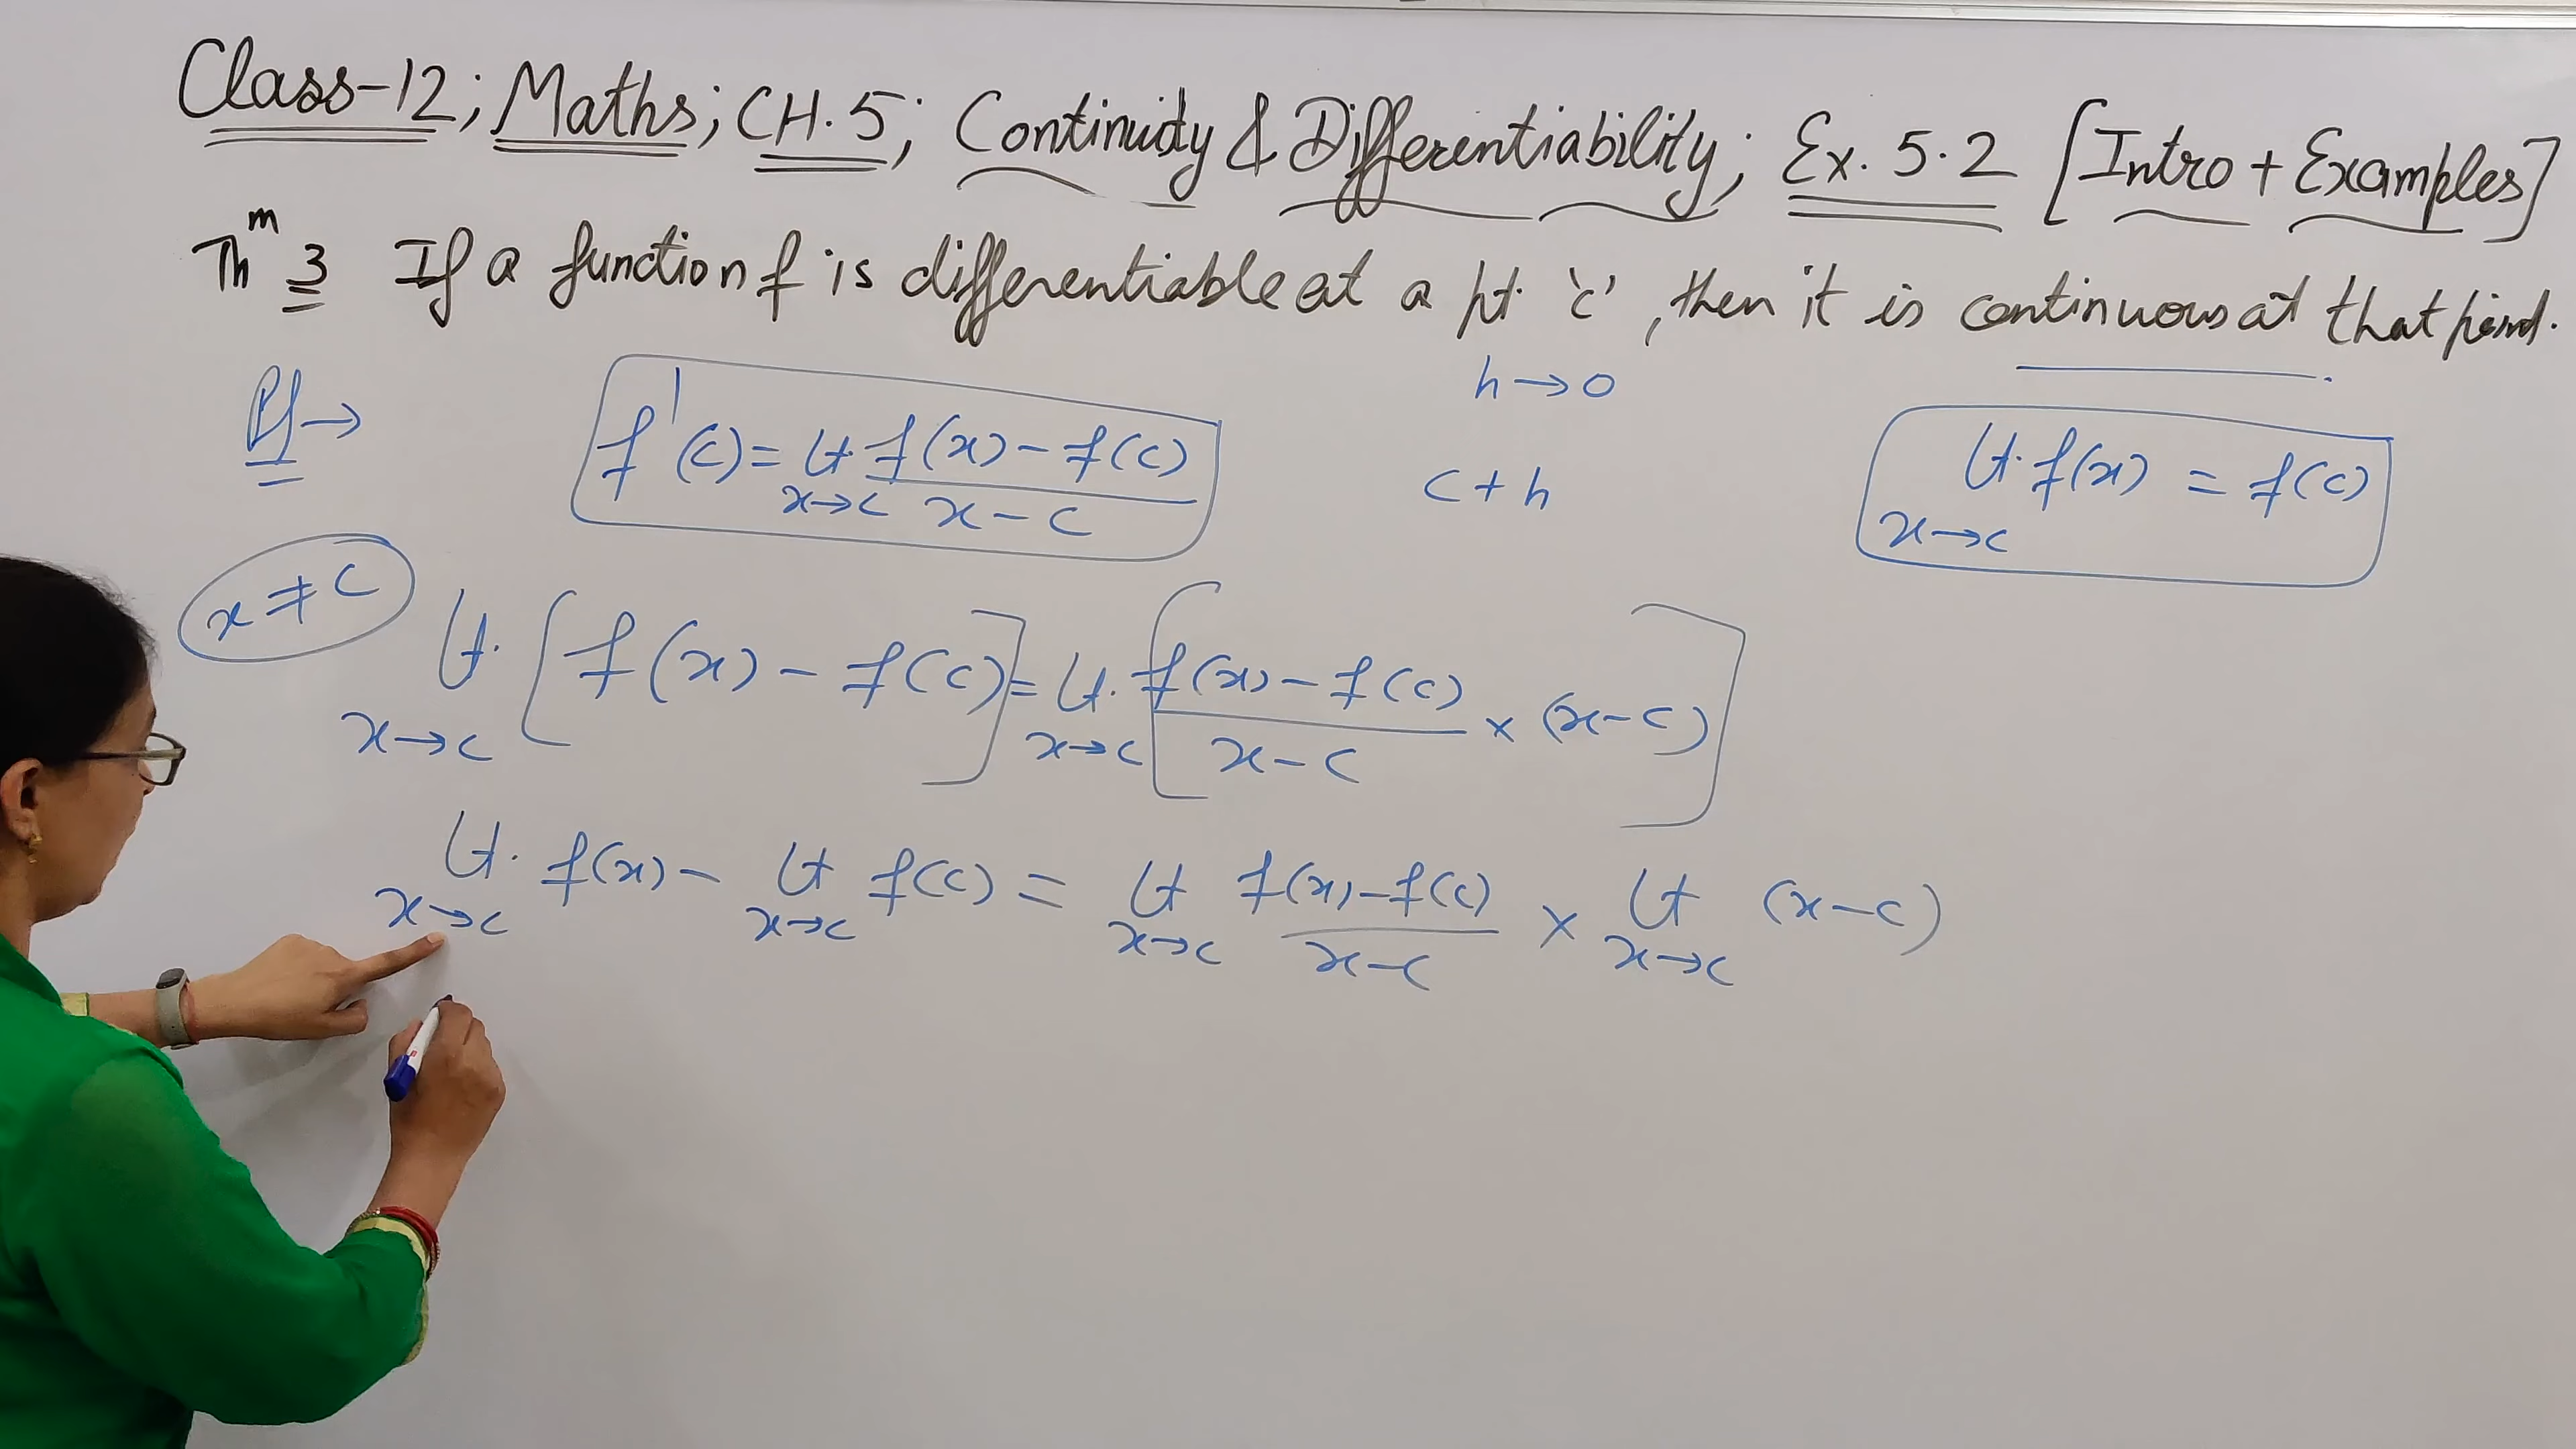 Class-12; Maths; CH. 5; Continuity & Differentiability; Ex. 5.2 [Intro + Examples]
Thᵐ 3 If a function f is differentiable at a pt. 'c', then it is continuous at that point.
Pf → f'(c) = Lt. x→c (f(x) - f(c))/(x - c)
h → 0
c + h
Lt. x→c f(x) = f(c)
x ≠ c
Lt. x→c [f(x) - f(c)] = Lt. x→c [(f(x) - f(c))/(x - c) × (x - c)]
Lt. x→c f(x) - Lt x→c f(c) = Lt x→c (f(x) - f(c))/(x - c) × Lt x→c (x - c)